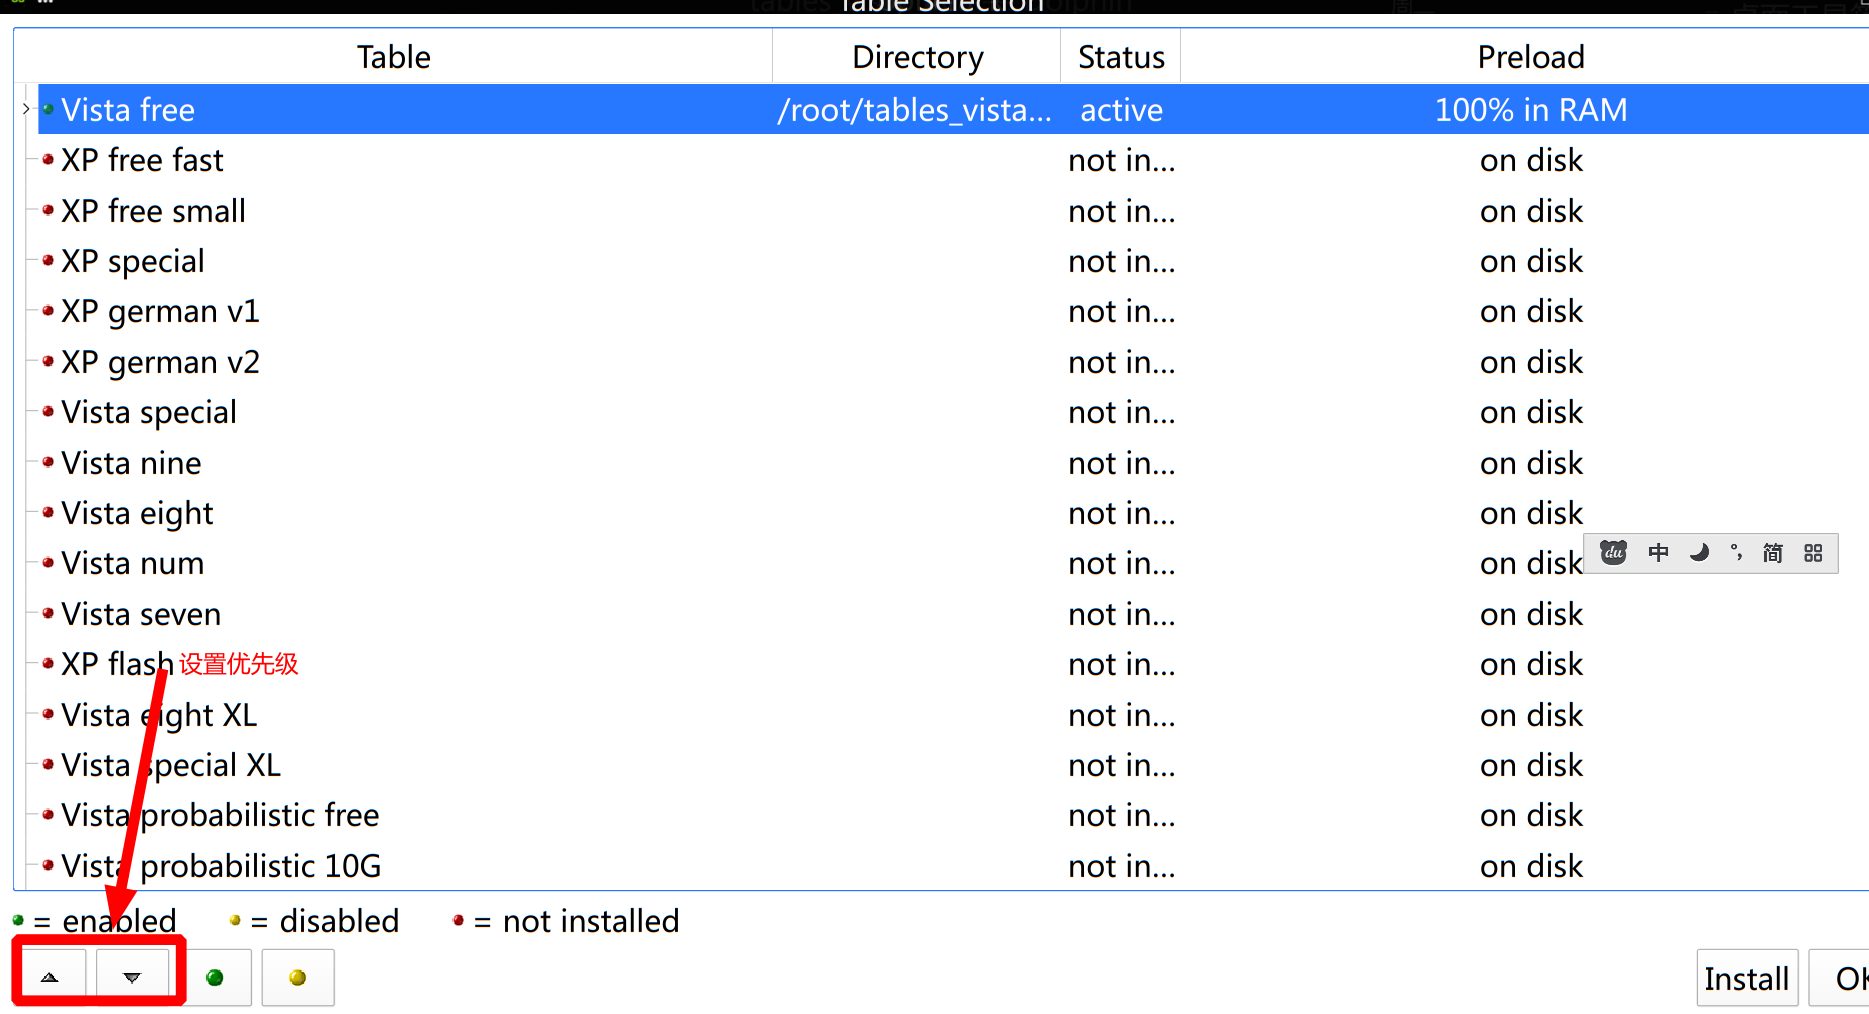 Table Selection
Table Directory Status Preload
Vista free /root/tables_vista... active 100% in RAM
XP free fast not in... on disk
XP free small not in... on disk
XP special not in... on disk
XP german v1 not in... on disk
XP german v2 not in... on disk
Vista special not in... on disk
Vista nine not in... on disk
Vista eight not in... on disk
Vista num not in... on disk
du 中 °, 简
Vista seven not in... on disk
XP flash 设置优先级 not in... on disk
Vista eight XL not in... on disk
Vista special XL not in... on disk
Vista probabilistic free not in... on disk
Vista probabilistic 10G not in... on disk
= enabled = disabled = not installed
Install OK